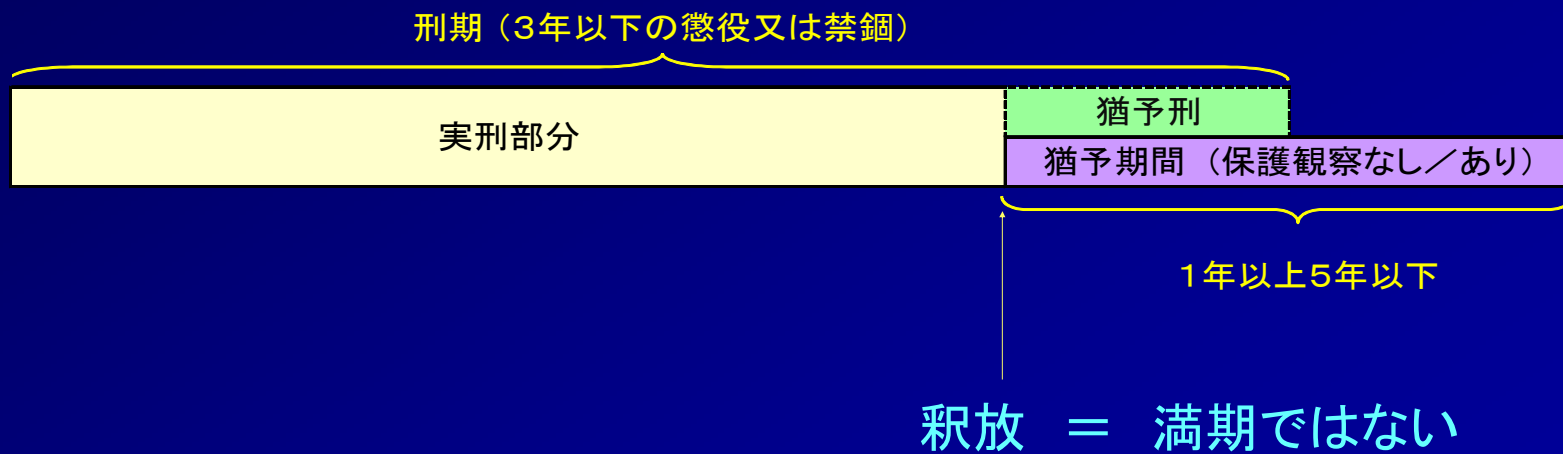 刑期（３年以下の懲役又は禁錮）
実刑部分
猶予刑
猶予期間（保護観察なし／あり）
１年以上５年以下
釈放 ＝ 満期ではない